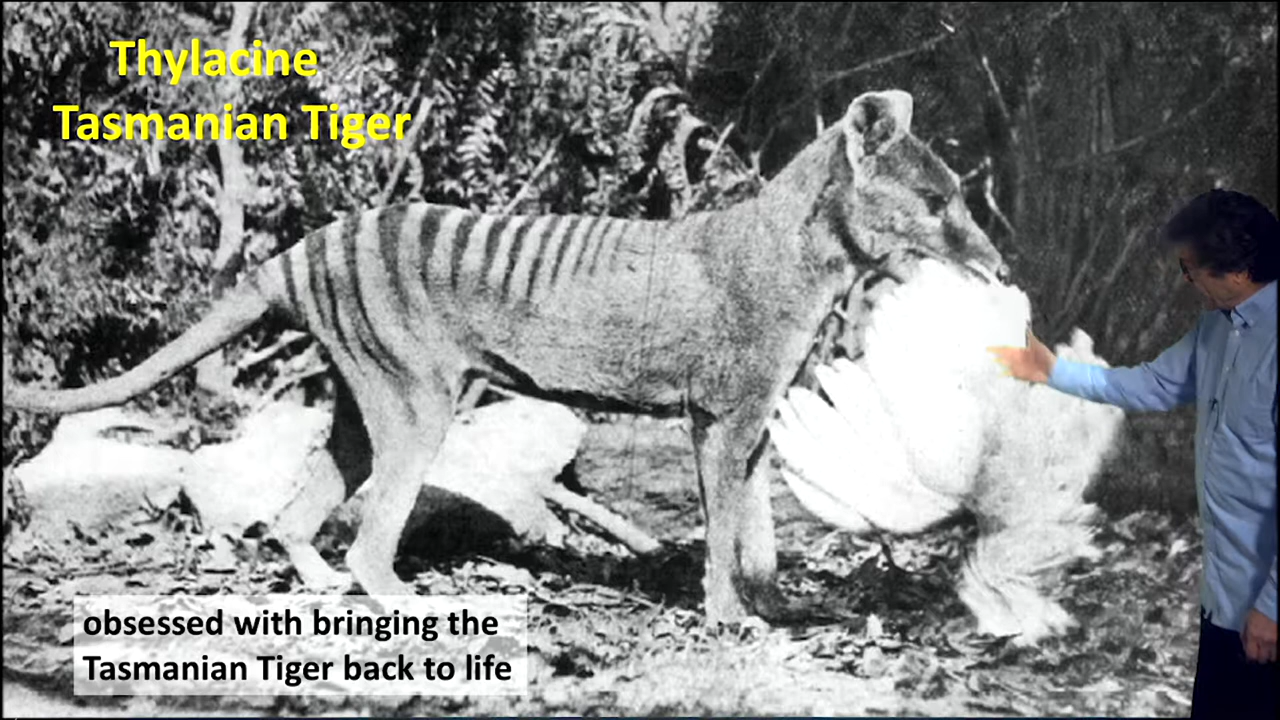 Thylacine
Tasmanian Tiger
obsessed with bringing the
Tasmanian Tiger back to life